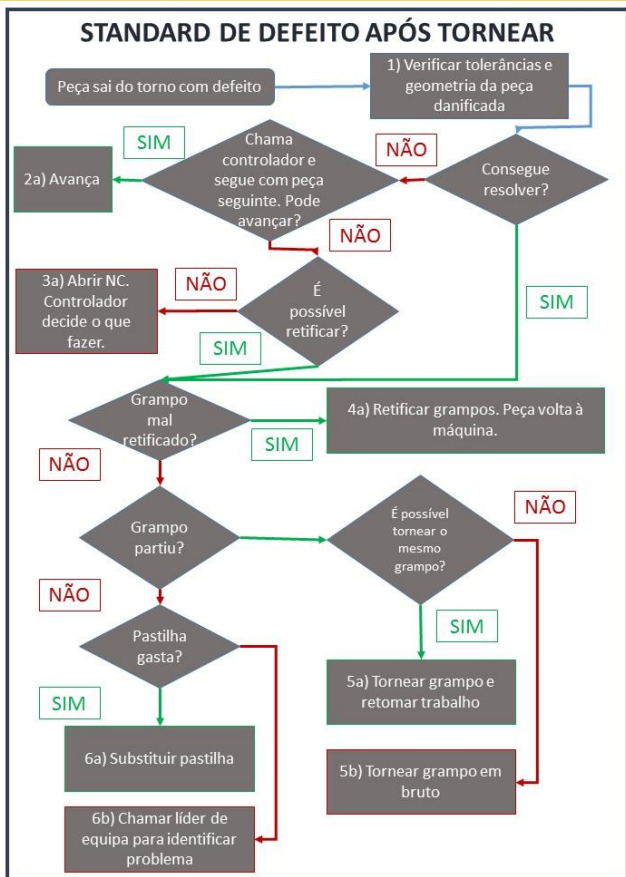 STANDARD DE DEFEITO APÓS TORNEAR
Peça sai do torno com defeito
1) Verificar tolerâncias e
geometria da peça
danificada
SIM
Chama
controlador e
segue com peça
seguinte. Pode
avançar?
NÃO
Consegue
resolver?
2a) Avança
NÃO
3a) Abrir NC.
Controlador
decide o que
fazer.
NÃO
É
possível
retificar?
SIM
SIM
Grampo
mal
retificado?
SIM
4a) Retificar grampos. Peça volta à
máquina.
NÃO
Grampo
partiu?
É possível
tornear o
mesmo
grampo?
NÃO
NÃO
Pastilha
gasta?
SIM
SIM
5a) Tornear grampo e
retomar trabalho
6a) Substituir pastilha
5b) Tornear grampo em
bruto
6b) Chamar líder de
equipa para identificar
problema